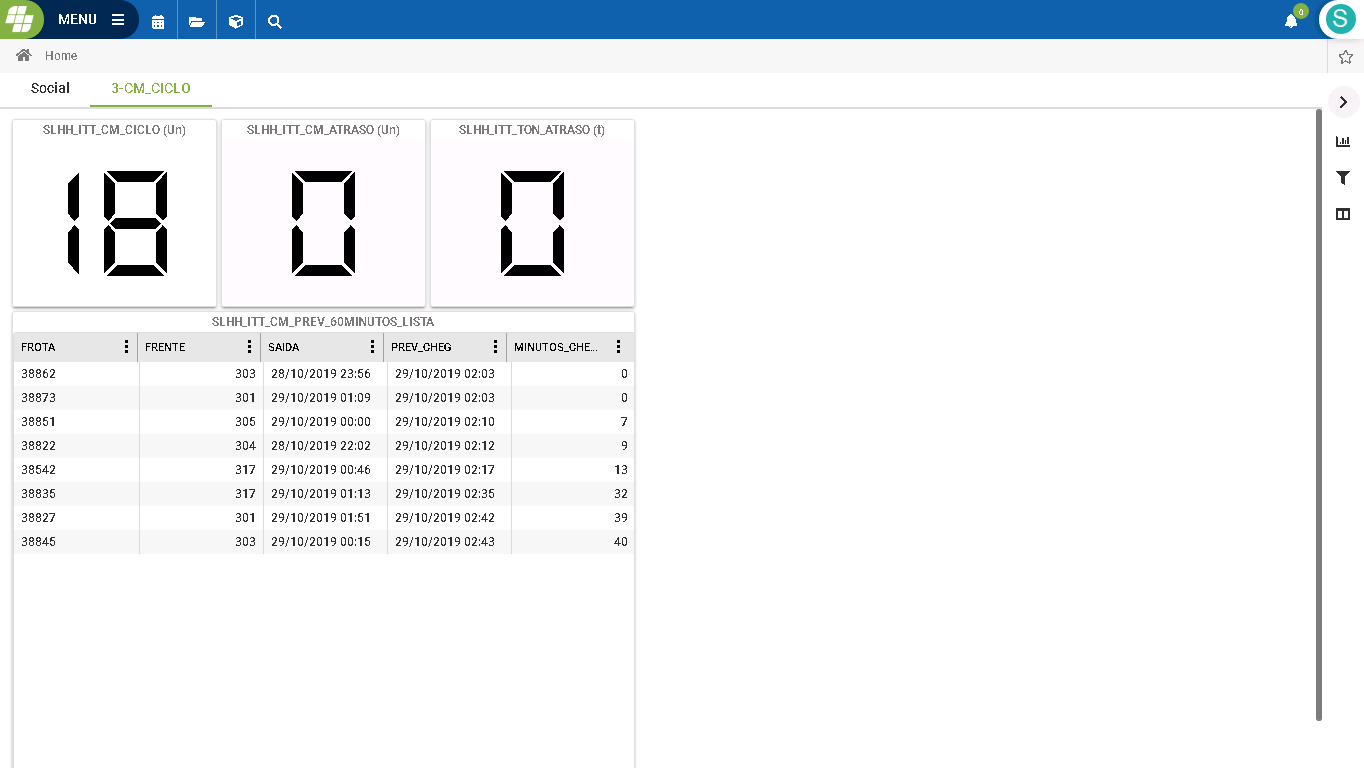 MENU
0
S
Home
Social 3-CM_CICLO
SLHH_ITT_CM_CICLO (Un) SLHH_ITT_CM_ATRASO (Un) SLHH_ITT_TON_ATRASO (t)
18 0 0
SLHH_ITT_CM_PREV_60MINUTOS_LISTA
FROTA FRENTE SAIDA PREV_CHEG MINUTOS_CHE...
38862 303 28/10/2019 23:56 29/10/2019 02:03 0
38873 301 29/10/2019 01:09 29/10/2019 02:03 0
38851 305 29/10/2019 00:00 29/10/2019 02:10 7
38822 304 28/10/2019 22:02 29/10/2019 02:12 9
38542 317 29/10/2019 00:46 29/10/2019 02:17 13
38835 317 29/10/2019 01:13 29/10/2019 02:35 32
38827 301 29/10/2019 01:51 29/10/2019 02:42 39
38845 303 29/10/2019 00:15 29/10/2019 02:43 40